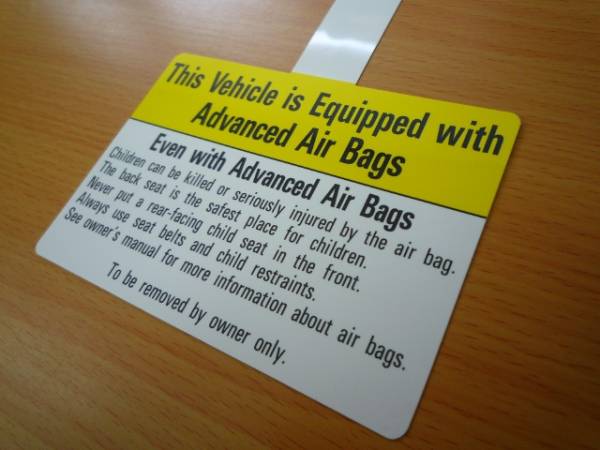 This Vehicle is Equipped with
Advanced Air Bags
Even with Advanced Air Bags
Children can be killed or seriously injured by the air bag.
The back seat is the safest place for children.
Never put a rear-facing child seat in the front.
Always use seat belts and child restraints.
See owner's manual for more information about air bags.
To be removed by owner only.